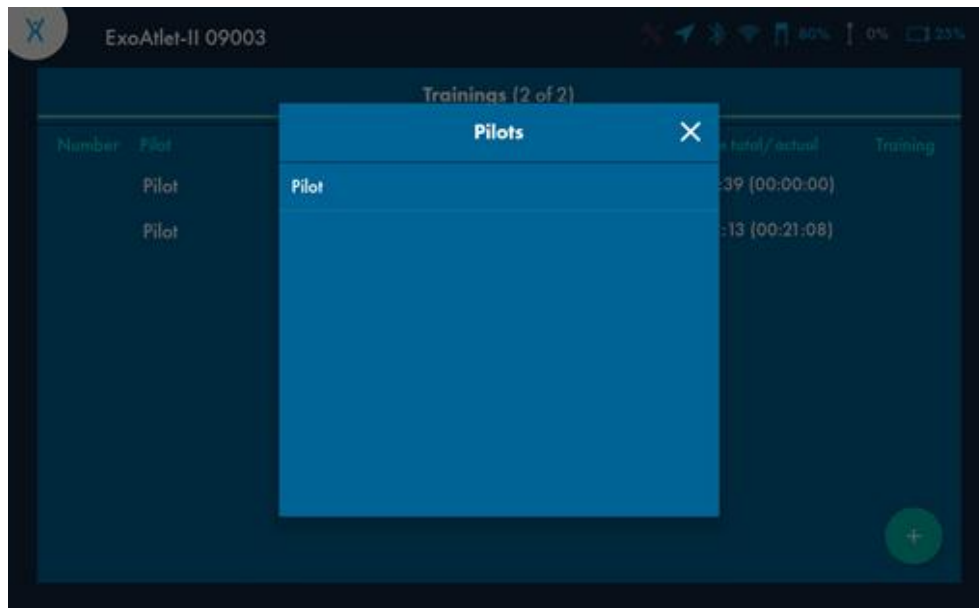 ExoAtlet-II 09003 80% 0% 25%
Trainings (2 of 2)
Pilots
Number Pilot total/actual Training
Pilot Pilot :39 (00:00:00)
Pilot :13 (00:21:08)